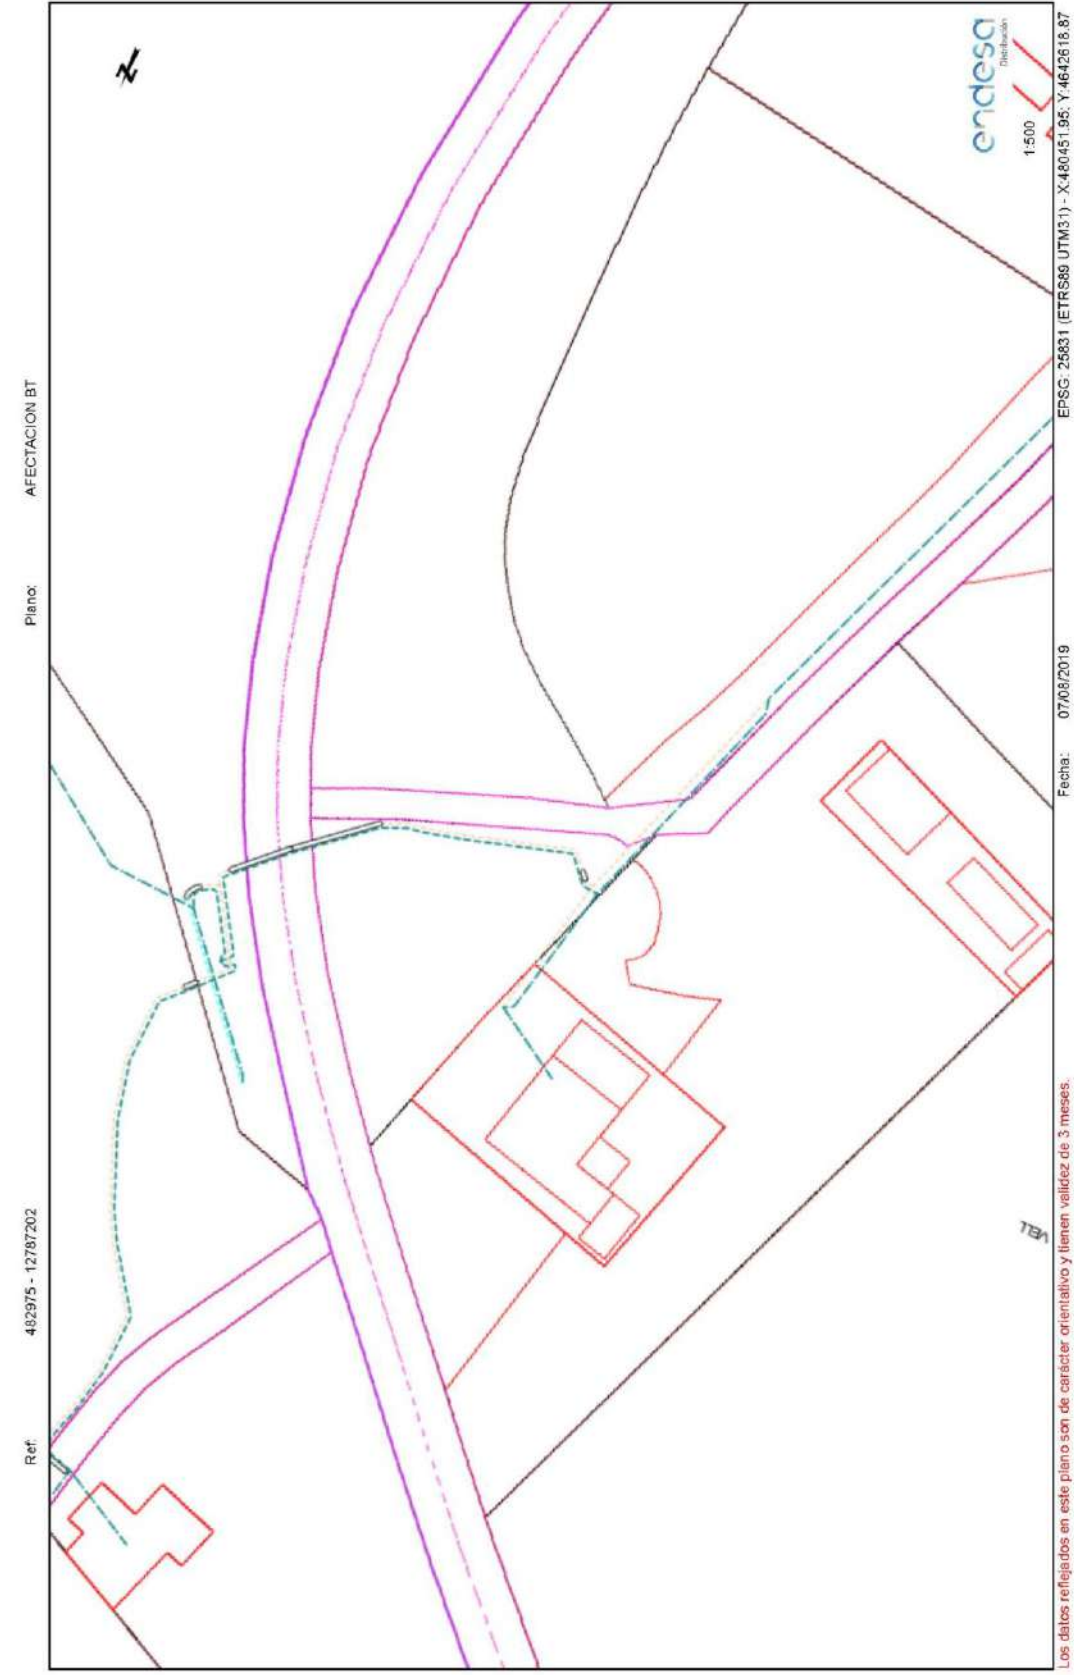 Ref: 482975 - 12787202 Plano: AFECTACION BT
N
VELL
endesa
Distribución
1:500
Fecha: 07/08/2019 EPSG: 25831 (ETRS89 UTM31) - X:480451.95; Y:4642618.87
Los datos reflejados en este plano son de carácter orientativo y tienen validez de 3 meses.